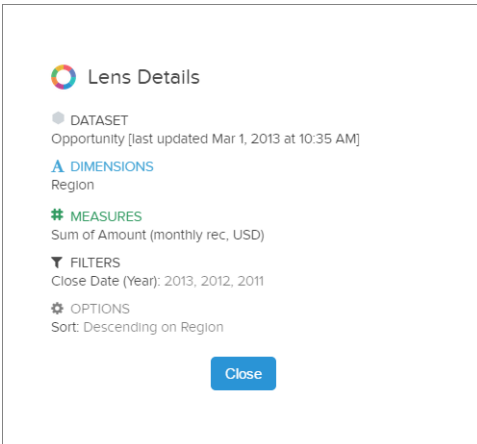 Lens Details
DATASET
Opportunity [last updated Mar 1, 2013 at 10:35 AM]
A DIMENSIONS
Region
# MEASURES
Sum of Amount (monthly rec, USD)
FILTERS
Close Date (Year): 2013, 2012, 2011
OPTIONS
Sort: Descending on Region
Close